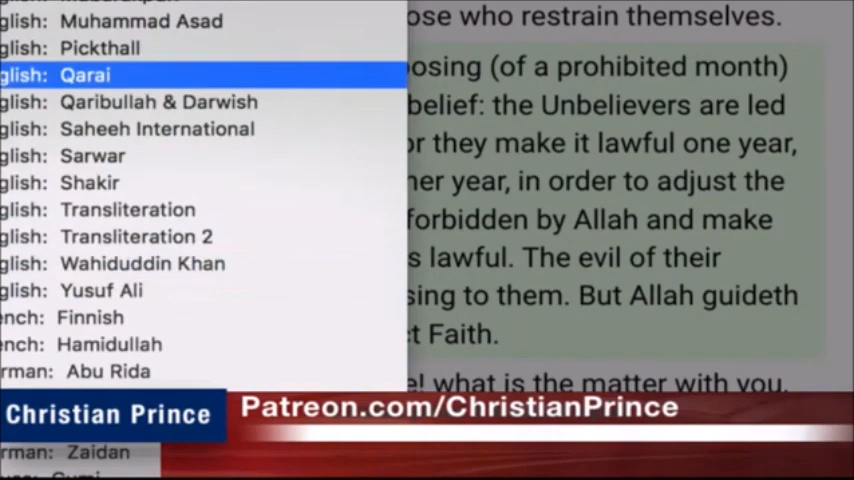 glish: Muhammad Asad
glish: Pickthall
glish: Qarai
glish: Qaribullah & Darwish
glish: Saheeh International
glish: Sarwar
glish: Shakir
glish: Transliteration
glish: Transliteration 2
glish: Wahiduddin Khan
glish: Yusuf Ali
ench: Finnish
ench: Hamidullah
rman: Abu Rida
rman: Zaidan
ose who restrain themselves.
posing (of a prohibited month)
belief: the Unbelievers are led
or they make it lawful one year,
her year, in order to adjust the
forbidden by Allah and make
s lawful. The evil of their
sing to them. But Allah guideth
ct Faith.
e! what is the matter with you,
Christian Prince
Patreon.com/ChristianPrince